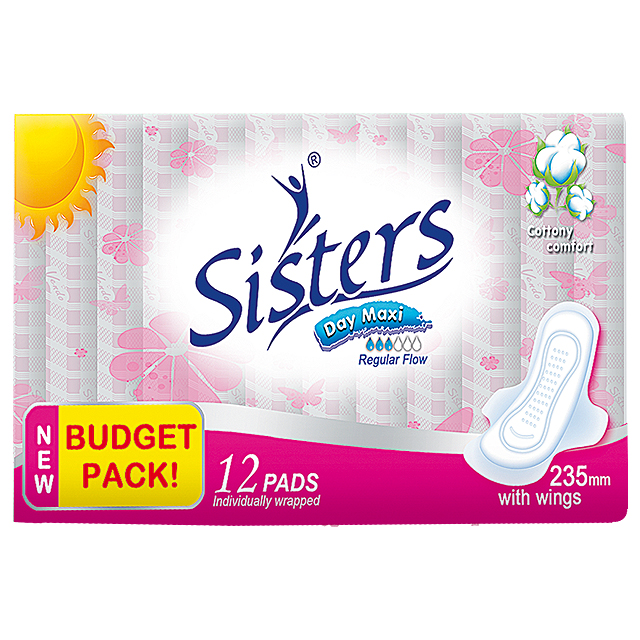 ®
Sisters
Day Maxi
Regular Flow
Cottony
comfort
NEW
BUDGET
PACK!
12 PADS
Individually wrapped
235mm
with wings